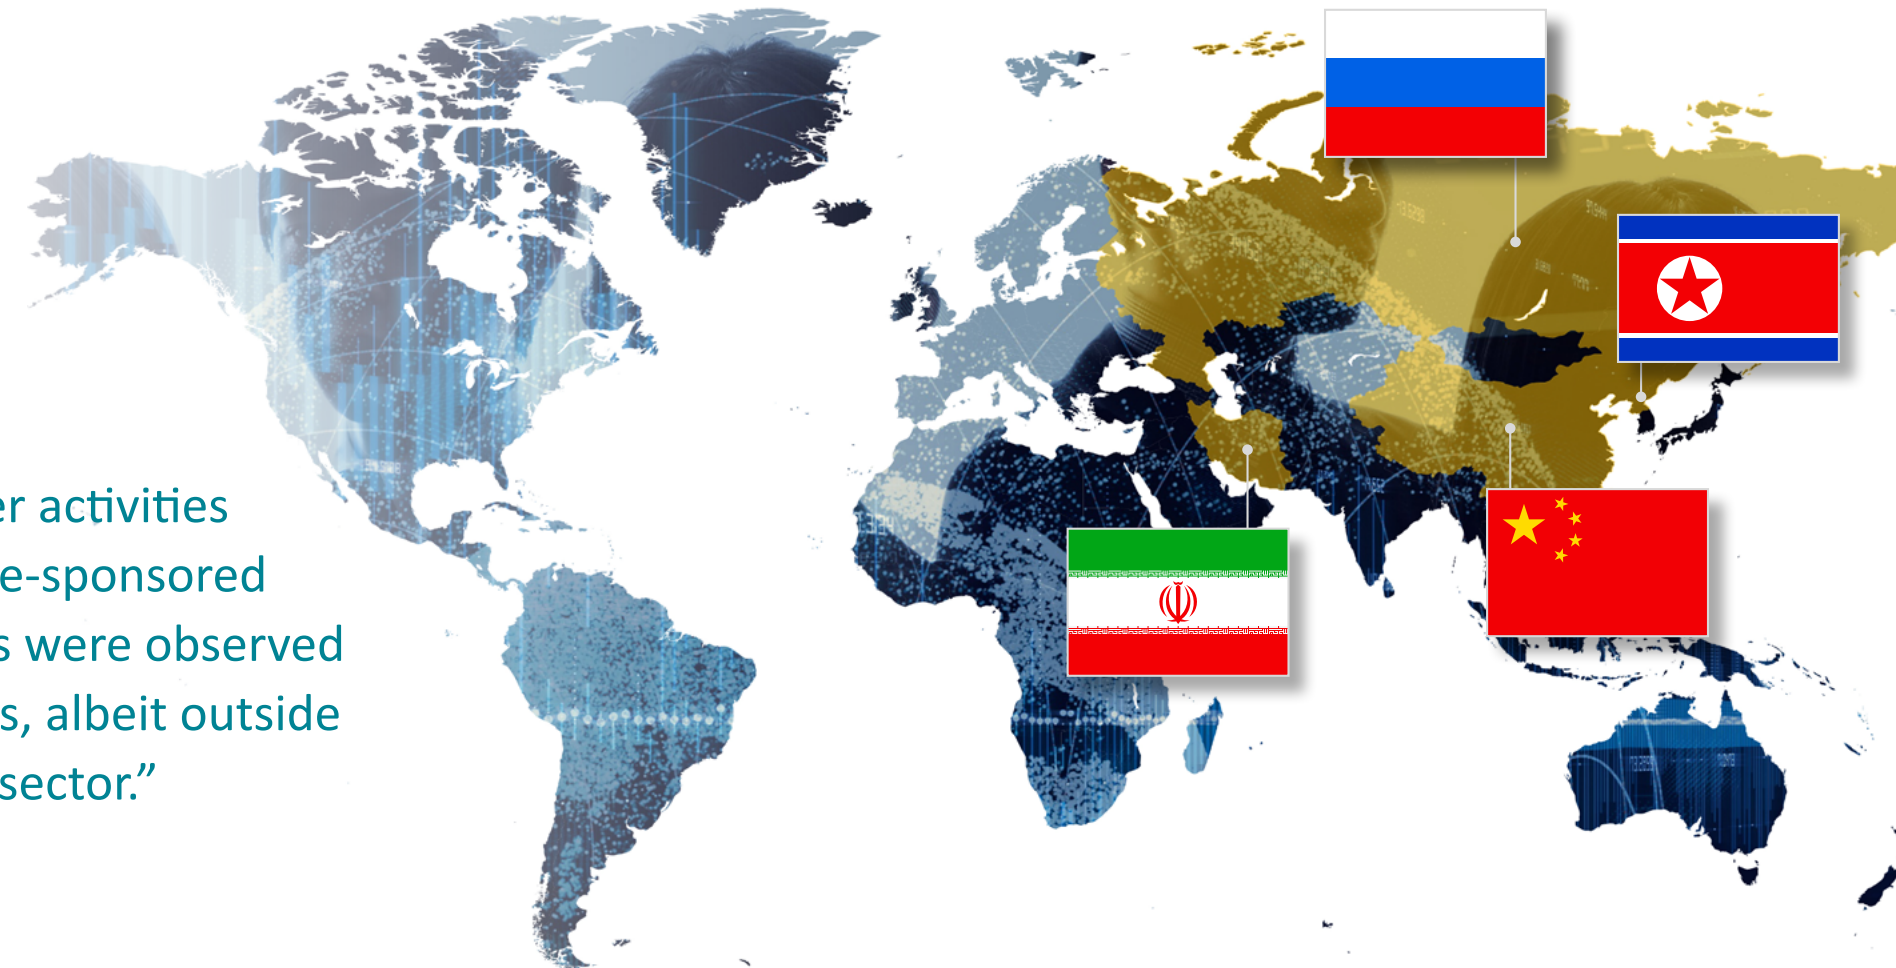 er activities
e-sponsored
s were observed
s, albeit outside
sector.”